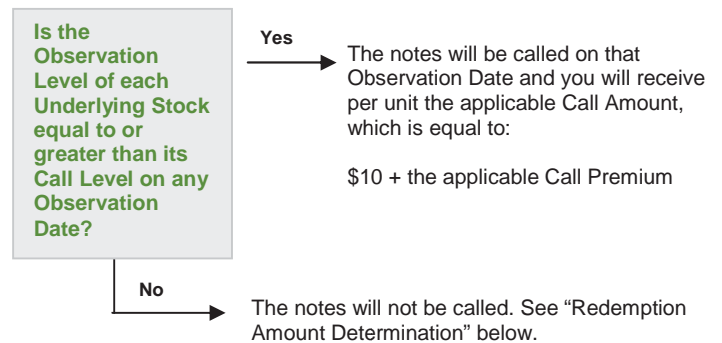 Is the
Observation
Level of each
Underlying Stock
equal to or
greater than its
Call Level on any
Observation
Date?
Yes
The notes will be called on that
Observation Date and you will receive
per unit the applicable Call Amount,
which is equal to:
$10 + the applicable Call Premium
No
The notes will not be called. See “Redemption
Amount Determination” below.